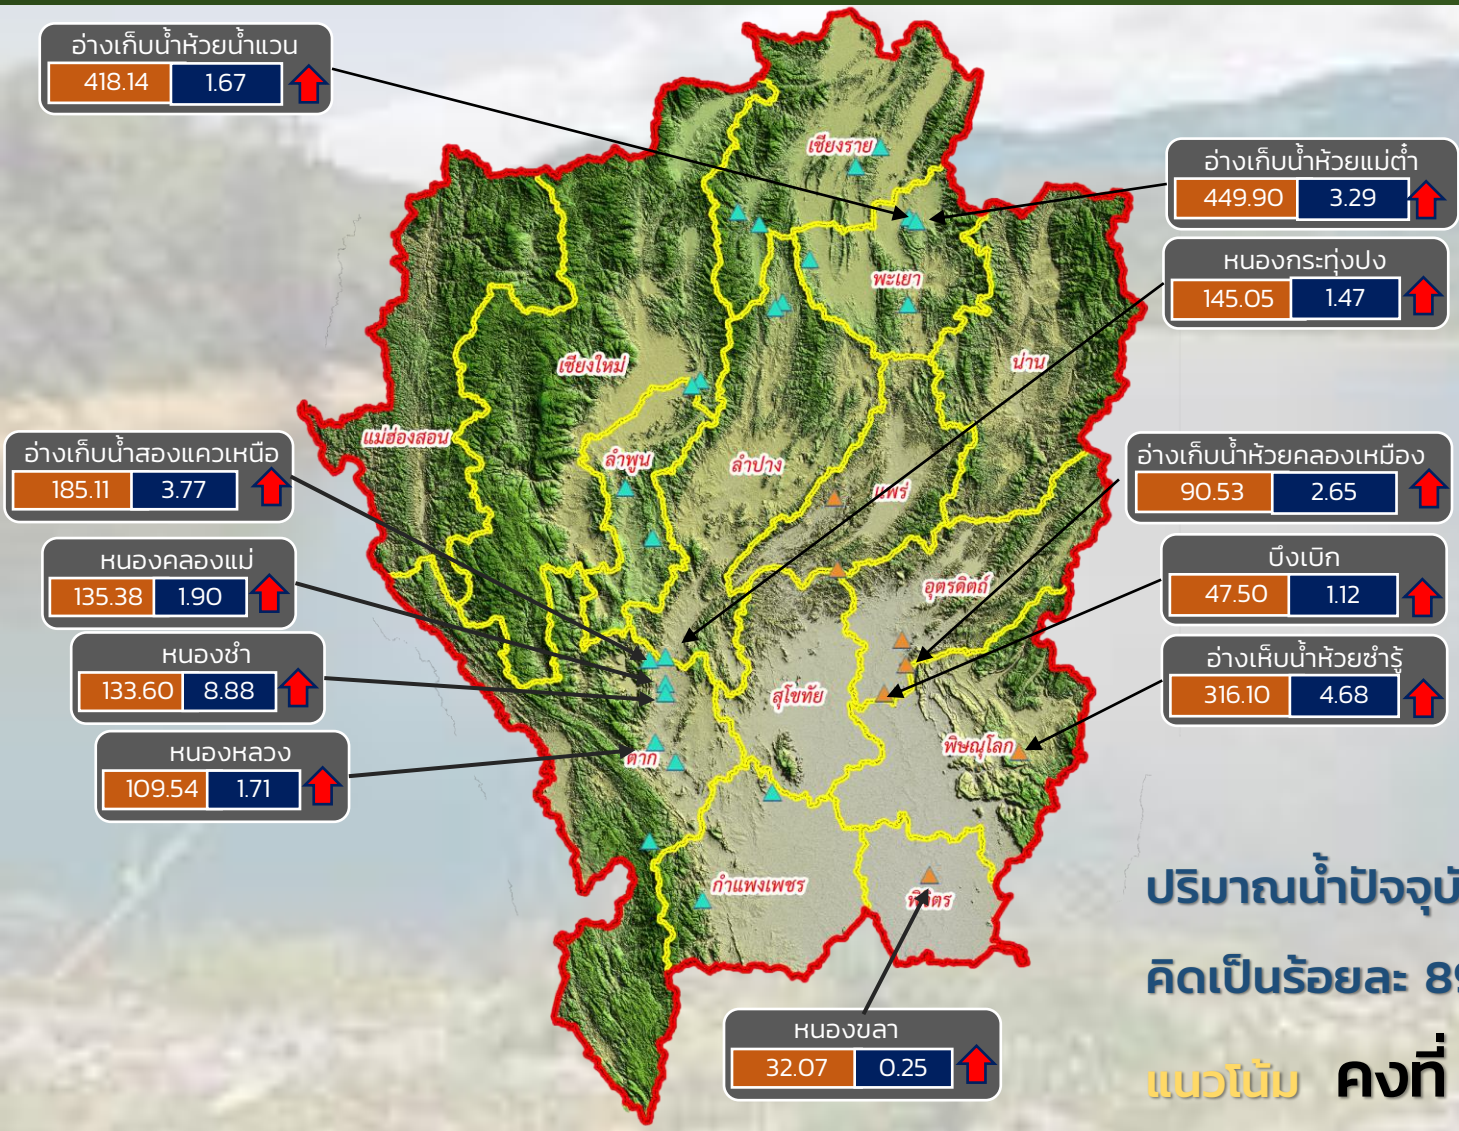 อ่างเก็บน้ำห้วยน้ำแวน
418.14 1.67
อ่างเก็บน้ำห้วยแม่ต๋ำ
449.90 3.29
หนองกระทุ่งปง
145.05 1.47
อ่างเก็บน้ำสองแควเหนือ
185.11 3.77
อ่างเก็บน้ำห้วยคลองเหมือง
90.53 2.65
หนองคลองแม่
135.38 1.90
บึงเบิก
47.50 1.12
หนองชำ
133.60 8.88
อ่างเห็บน้ำห้วยซำรู้
316.10 4.68
หนองหลวง
109.54 1.71
หนองขลา
32.07 0.25
เชียงราย
พะเยา
น่าน
เชียงใหม่
แม่ฮ่องสอน
ลำพูน
ลำปาง
แพร่
อุตรดิตถ์
สุโขทัย
ตาก
พิษณุโลก
กำแพงเพชร
ปริมาณน้ำปัจจุบั
คิดเป็นร้อยละ 89
แนวโน้ม คงที่